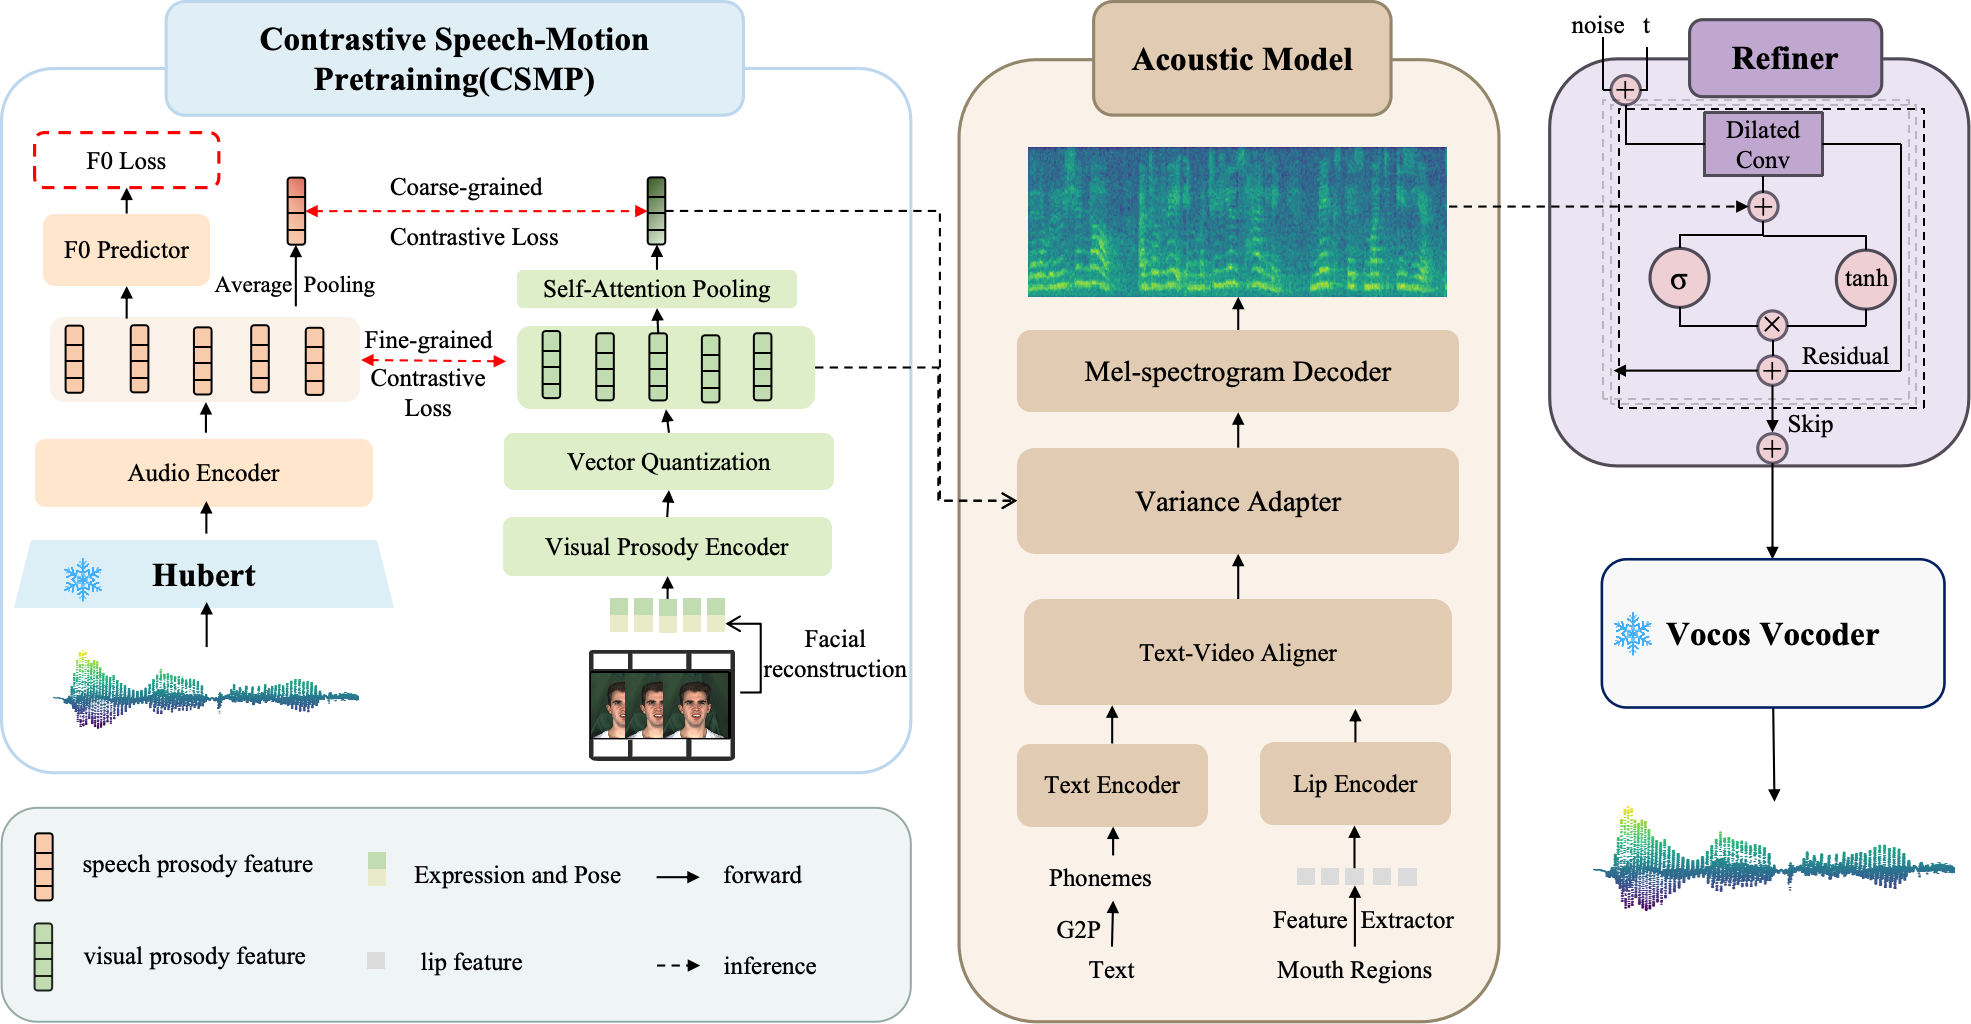 Contrastive Speech-Motion
Pretraining(CSMP)
F0 Loss
F0 Predictor
Average Pooling
Coarse-grained
Contrastive Loss
Self-Attention Pooling
Fine-grained
Contrastive
Loss
Audio Encoder
Vector Quantization
Hubert
Visual Prosody Encoder
Facial
reconstruction
speech prosody feature
Expression and Pose
forward
visual prosody feature
lip feature
inference
Acoustic Model
Mel-spectrogram Decoder
Variance Adapter
Text-Video Aligner
Text Encoder
Lip Encoder
Phonemes
G2P
Text
Feature Extractor
Mouth Regions
noise t
Refiner
+
Dilated
Conv
+
σ
tanh
×
Residual
+
Skip
+
Vocos Vocoder